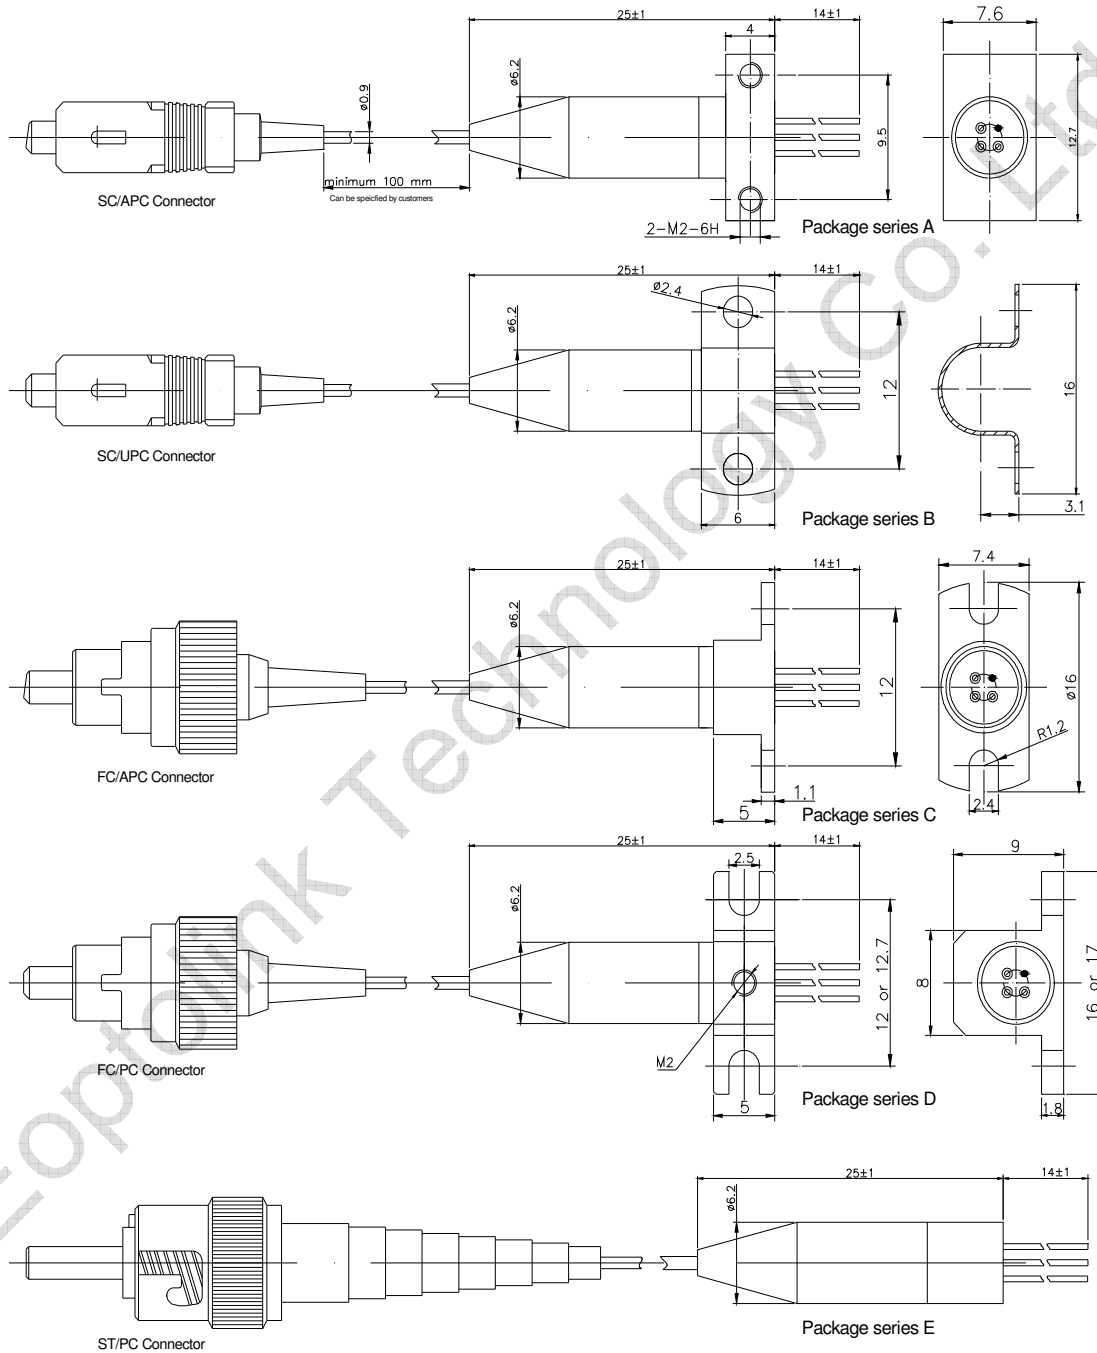 25±1
14±1
7.6
4
ø6.2
ø0.9
9.5
12.7
minimum 100 mm
Can be speicfied by customers
SC/APC Connector
2-M2-6H
Package series A
25±1
14±1
ø2.4
ø6.2
12
16
SC/UPC Connector
6
3.1
Package series B
25±1
14±1
7.4
ø6.2
12
ø16
R1.2
FC/APC Connector
1.1
2.4
5
Package series C
25±1
14±1
2.5
9
ø6.2
12 or 12.7
8
16 or 17
M2
FC/PC Connector
5
1.8
Package series D
25±1
14±1
ø6.2
ST/PC Connector
Package series E
Eoptolink Technology Co. Ltd